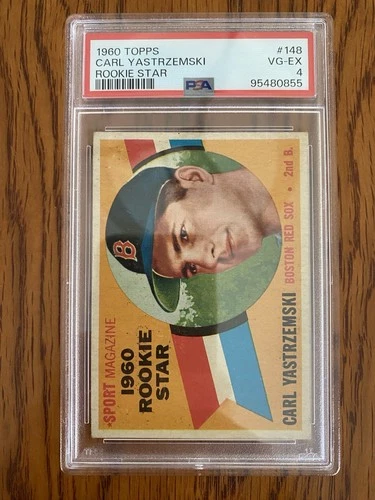 1960 TOPPS #148
CARL YASTRZEMSKI VG-EX
ROOKIE STAR 4
PSA 95480855
B
SPORT MAGAZINE
1960
ROOKIE
STAR
CARL YASTRZEMSKI
BOSTON RED SOX • 2nd B.